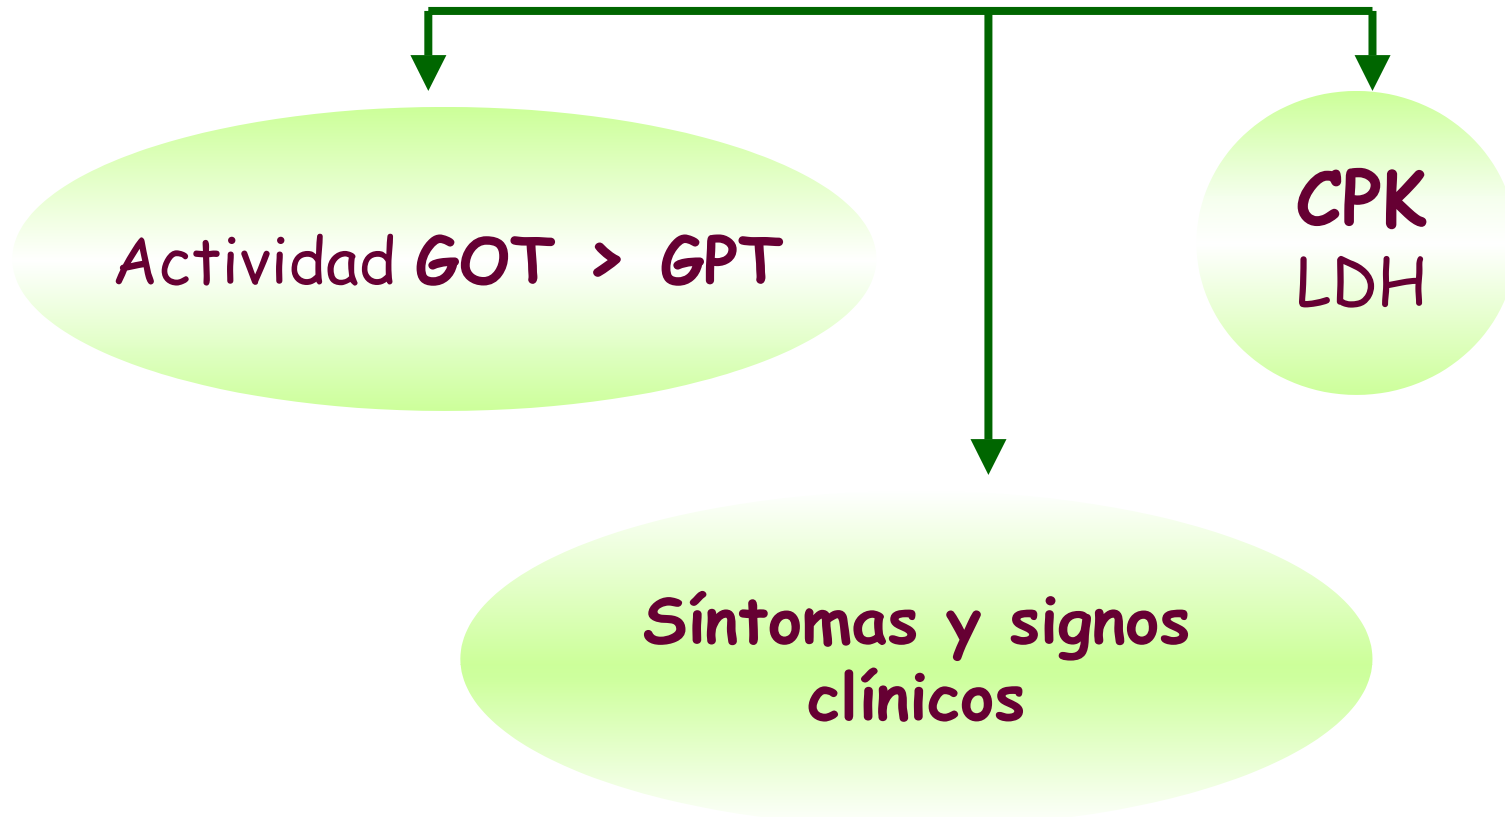 Actividad GOT > GPT
CPK
LDH
Síntomas y signos
clínicos